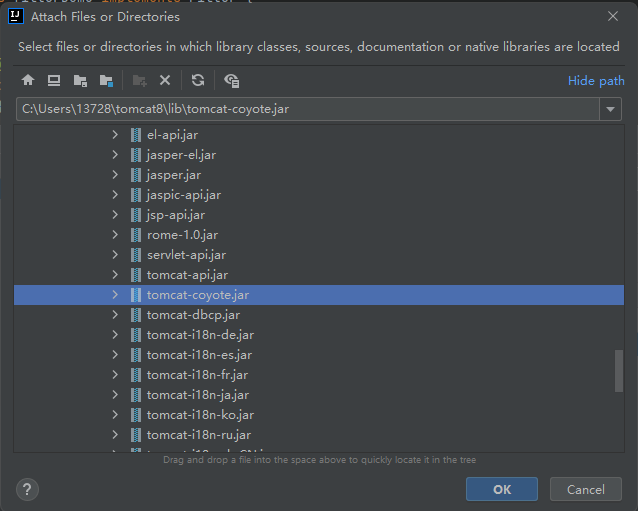 Attach Files or Directories
Select files or directories in which library classes, sources, documentation or native libraries are located
Hide path
C:\Users\13728\tomcat8\lib\tomcat-coyote.jar
el-api.jar
jasper-el.jar
jasper.jar
jaspic-api.jar
jsp-api.jar
rome-1.0.jar
servlet-api.jar
tomcat-api.jar
tomcat-coyote.jar
tomcat-dbcp.jar
tomcat-i18n-de.jar
tomcat-i18n-es.jar
tomcat-i18n-fr.jar
tomcat-i18n-ja.jar
tomcat-i18n-ko.jar
tomcat-i18n-ru.jar
Drag and drop a file into the space above to quickly locate it in the tree
?
OK
Cancel